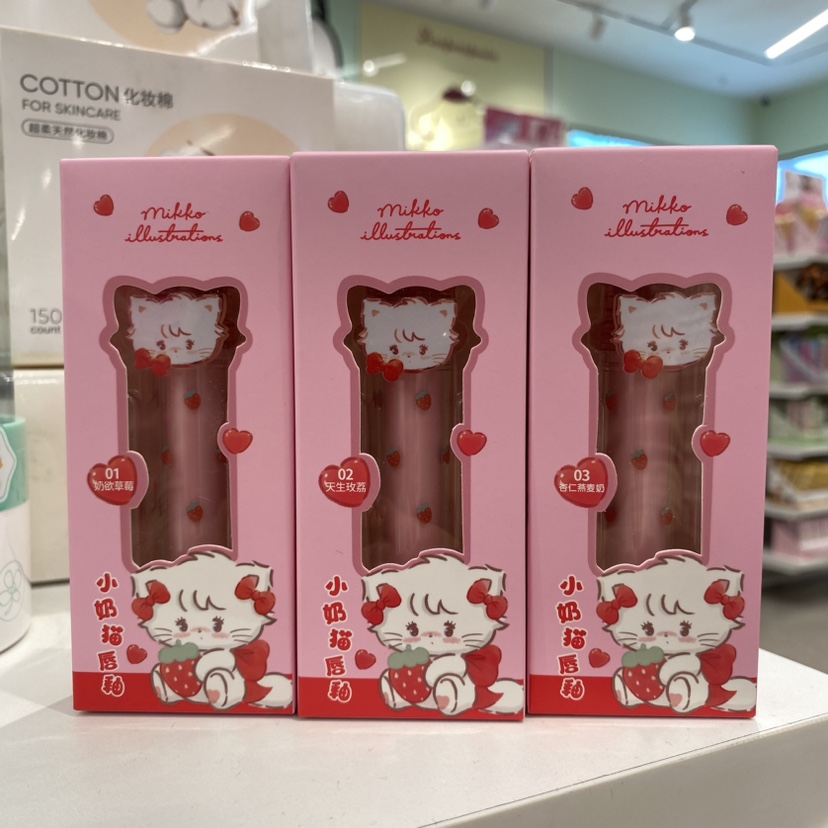 COTTON 化妆棉
FOR SKINCARE
超柔天然化妆棉
150
count
mikko
illustrations
01
奶欲草莓
小奶猫唇釉
mikko
illustrations
02
天生玫荔
小奶猫唇釉
mikko
illustrations
03
杏仁燕麦奶
小奶猫唇釉